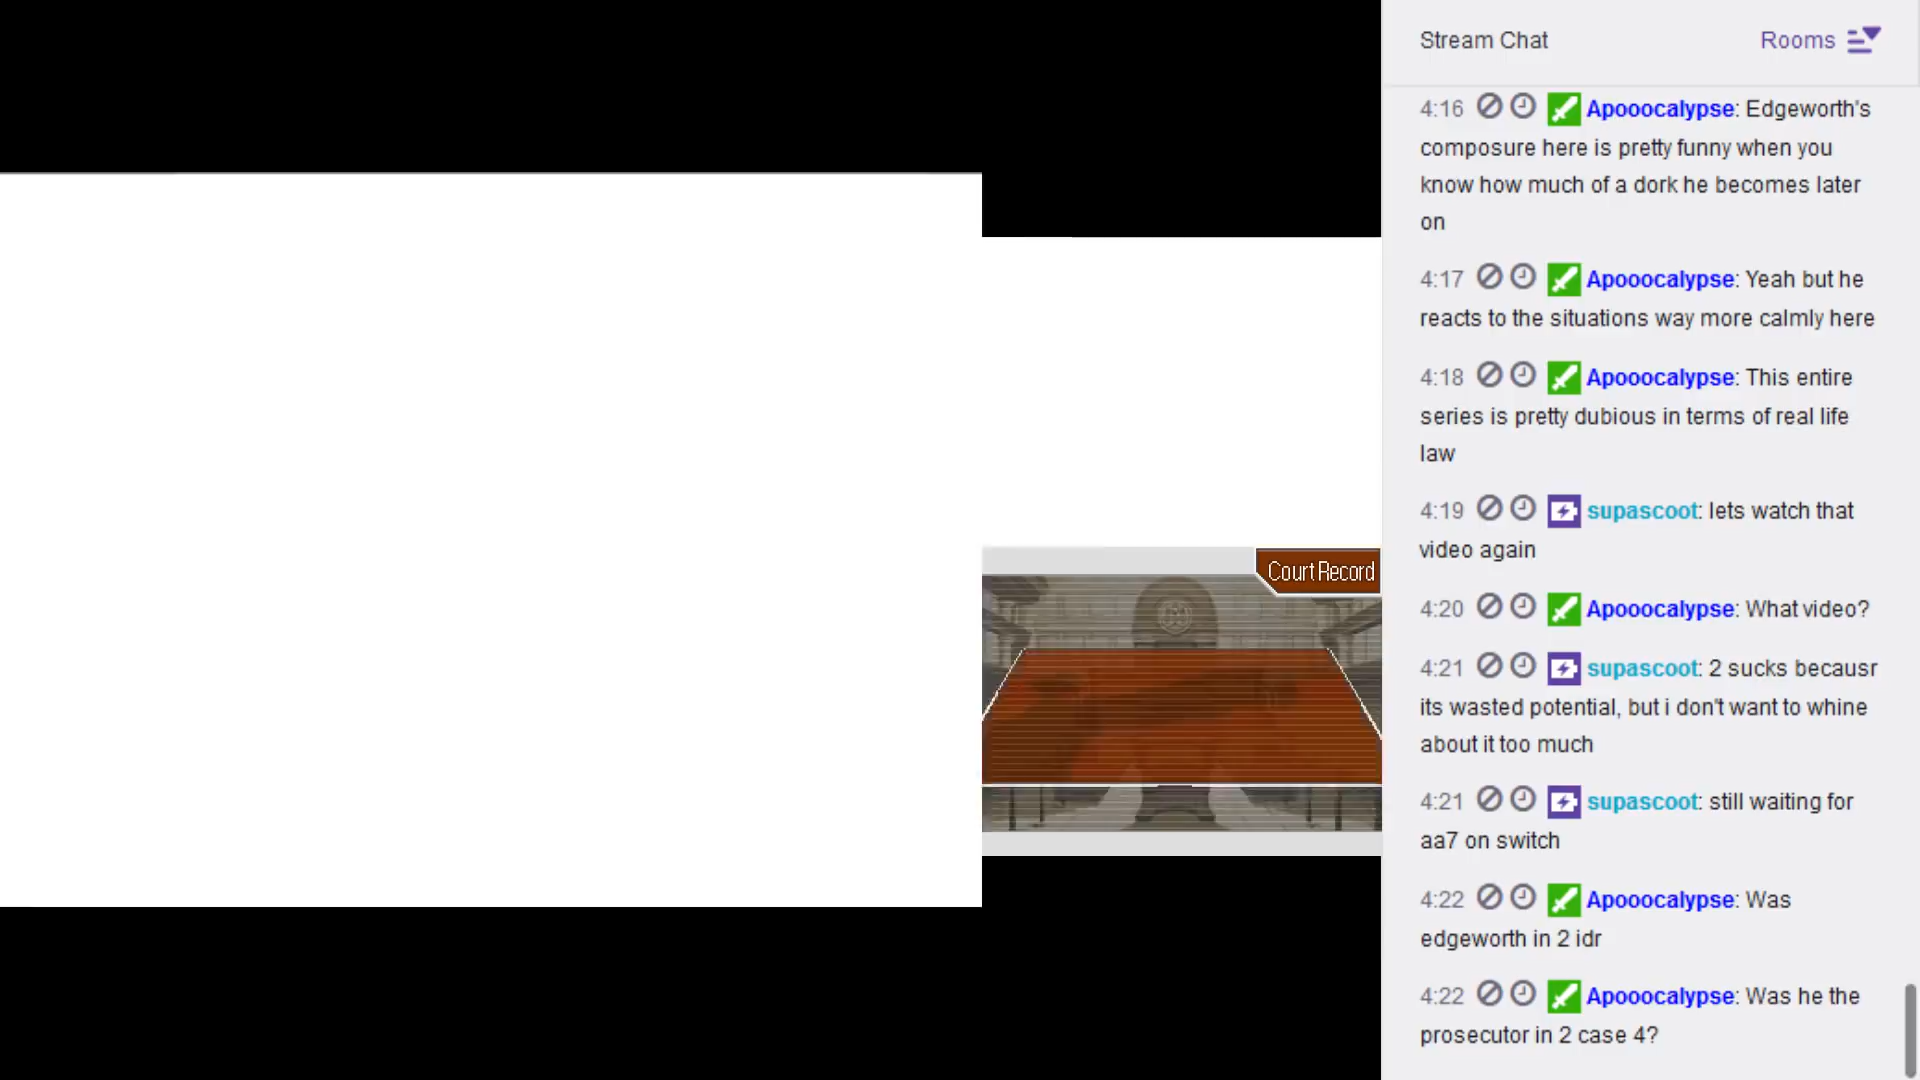 Stream Chat
Rooms
4:16 Apooocalypse: Edgeworth's
composure here is pretty funny when you
know how much of a dork he becomes later
on
4:17 Apooocalypse: Yeah but he
reacts to the situations way more calmly here
4:18 Apooocalypse: This entire
series is pretty dubious in terms of real life
law
4:19 supascoot: lets watch that
video again
4:20 Apooocalypse: What video?
4:21 supascoot: 2 sucks becausr
its wasted potential, but i don't want to whine
about it too much
4:21 supascoot: still waiting for
aa7 on switch
4:22 Apooocalypse: Was
edgeworth in 2 idr
4:22 Apooocalypse: Was he the
prosecutor in 2 case 4?
Court Record